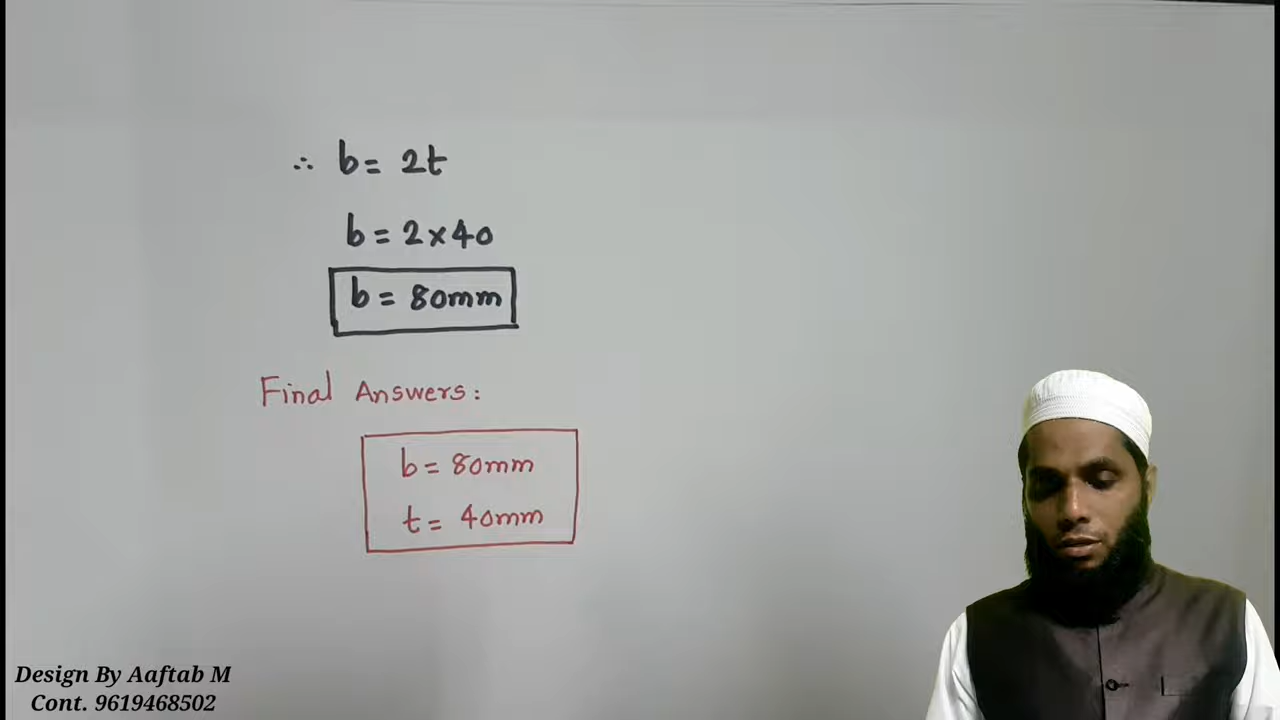 ∴ b = 2t
b = 2×40
b = 80mm
Final Answers:
b = 80mm
t = 40mm
Design By Aaftab M
Cont. 9619468502